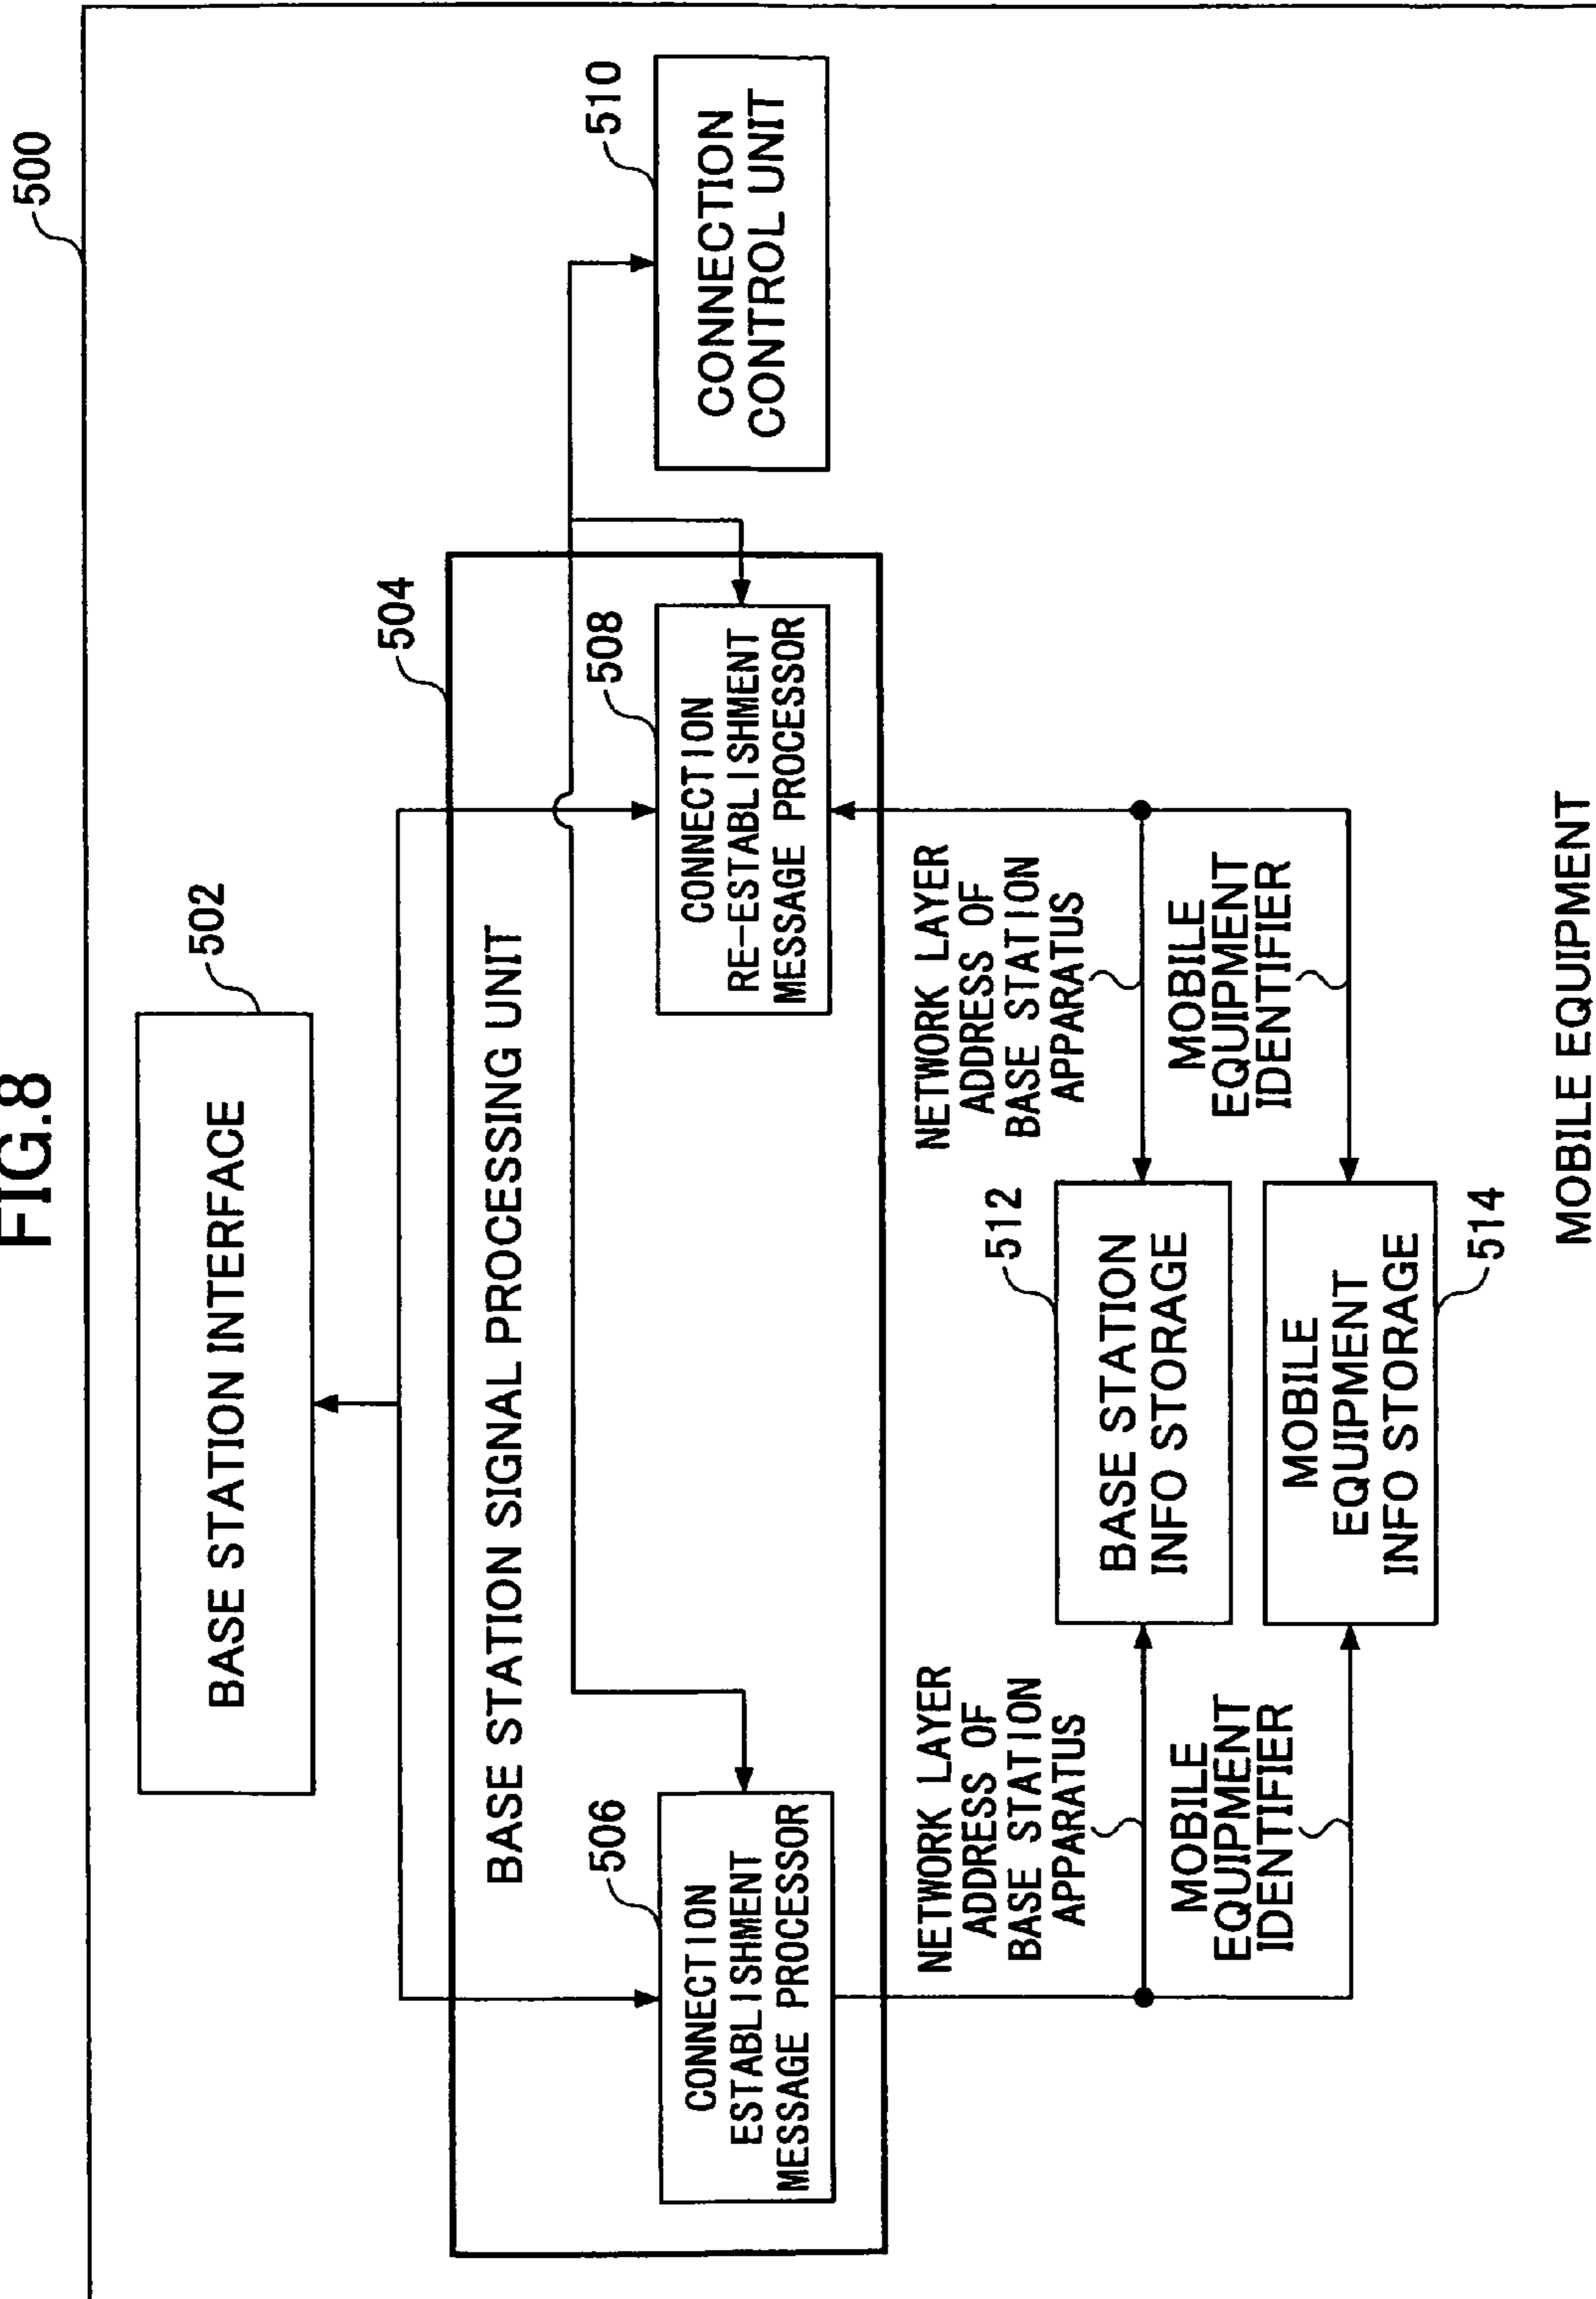 FIG.8
500
BASE STATION INTERFACE
502
504
BASE STATION SIGNAL PROCESSING UNIT
506
CONNECTION
ESTABLISHMENT
MESSAGE PROCESSOR
508
CONNECTION
RE-ESTABLISHMENT
MESSAGE PROCESSOR
510
CONNECTION
CONTROL UNIT
NETWORK LAYER
ADDRESS OF
BASE STATION
APPARATUS
MOBILE
EQUIPMENT
IDENTIFIER
512
BASE STATION
INFO STORAGE
MOBILE
EQUIPMENT
INFO STORAGE
514
NETWORK LAYER
ADDRESS OF
BASE STATION
APPARATUS
MOBILE
EQUIPMENT
IDENTIFIER
MOBILE EQUIPMENT